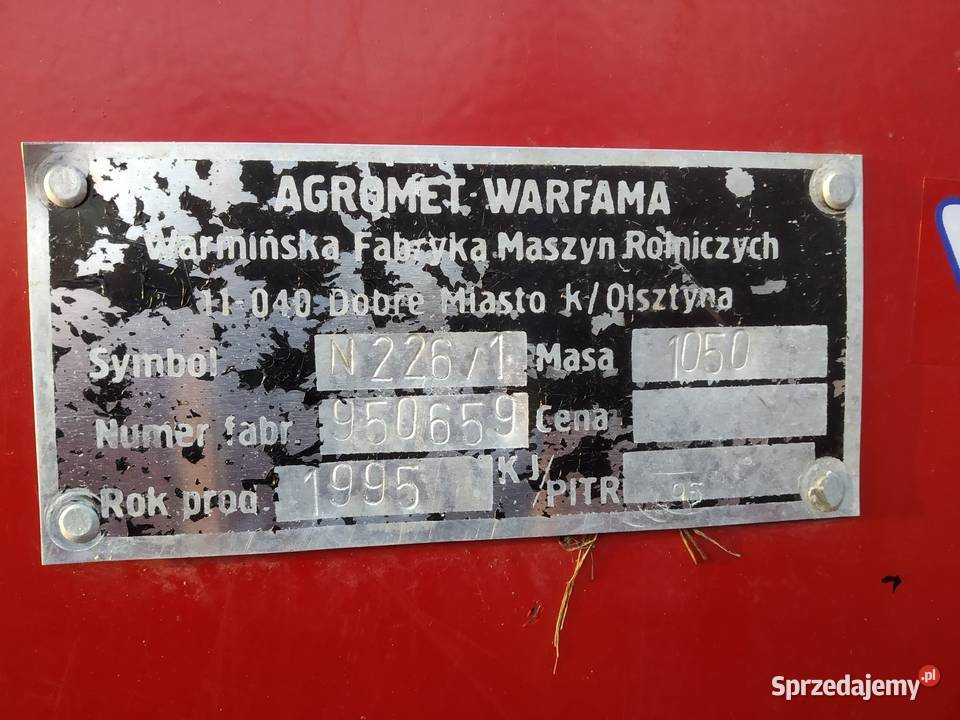 AGROMET WARFAMA
Warmińska Fabryka Maszyn Rolniczych
11-040 Dobre Miasto k/Olsztyna
Symbol N 226/1 Masa 1050
Numer fabr. 950659 Cena
Rok prod. 1995 KJ/PITR 95
Sprzedajemy.pl